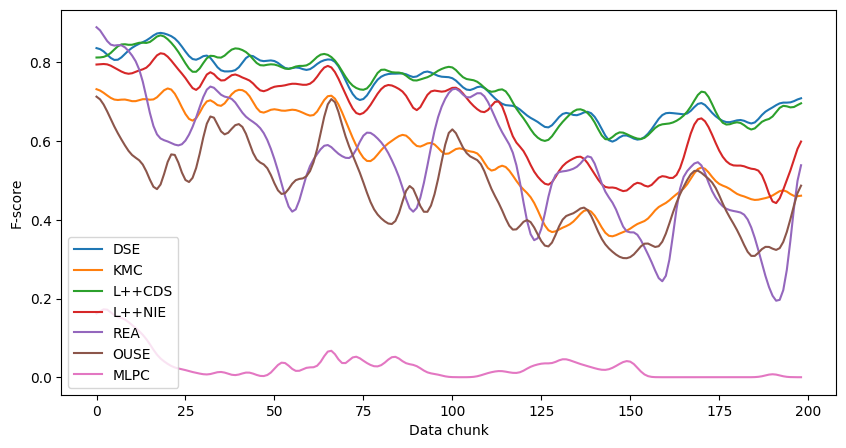 0.8
0.6
0.4
0.2
0.0
F-score
DSE
KMC
L++CDS
L++NIE
REA
OUSE
MLPC
0 25 50 75 100 125 150 175 200
Data chunk